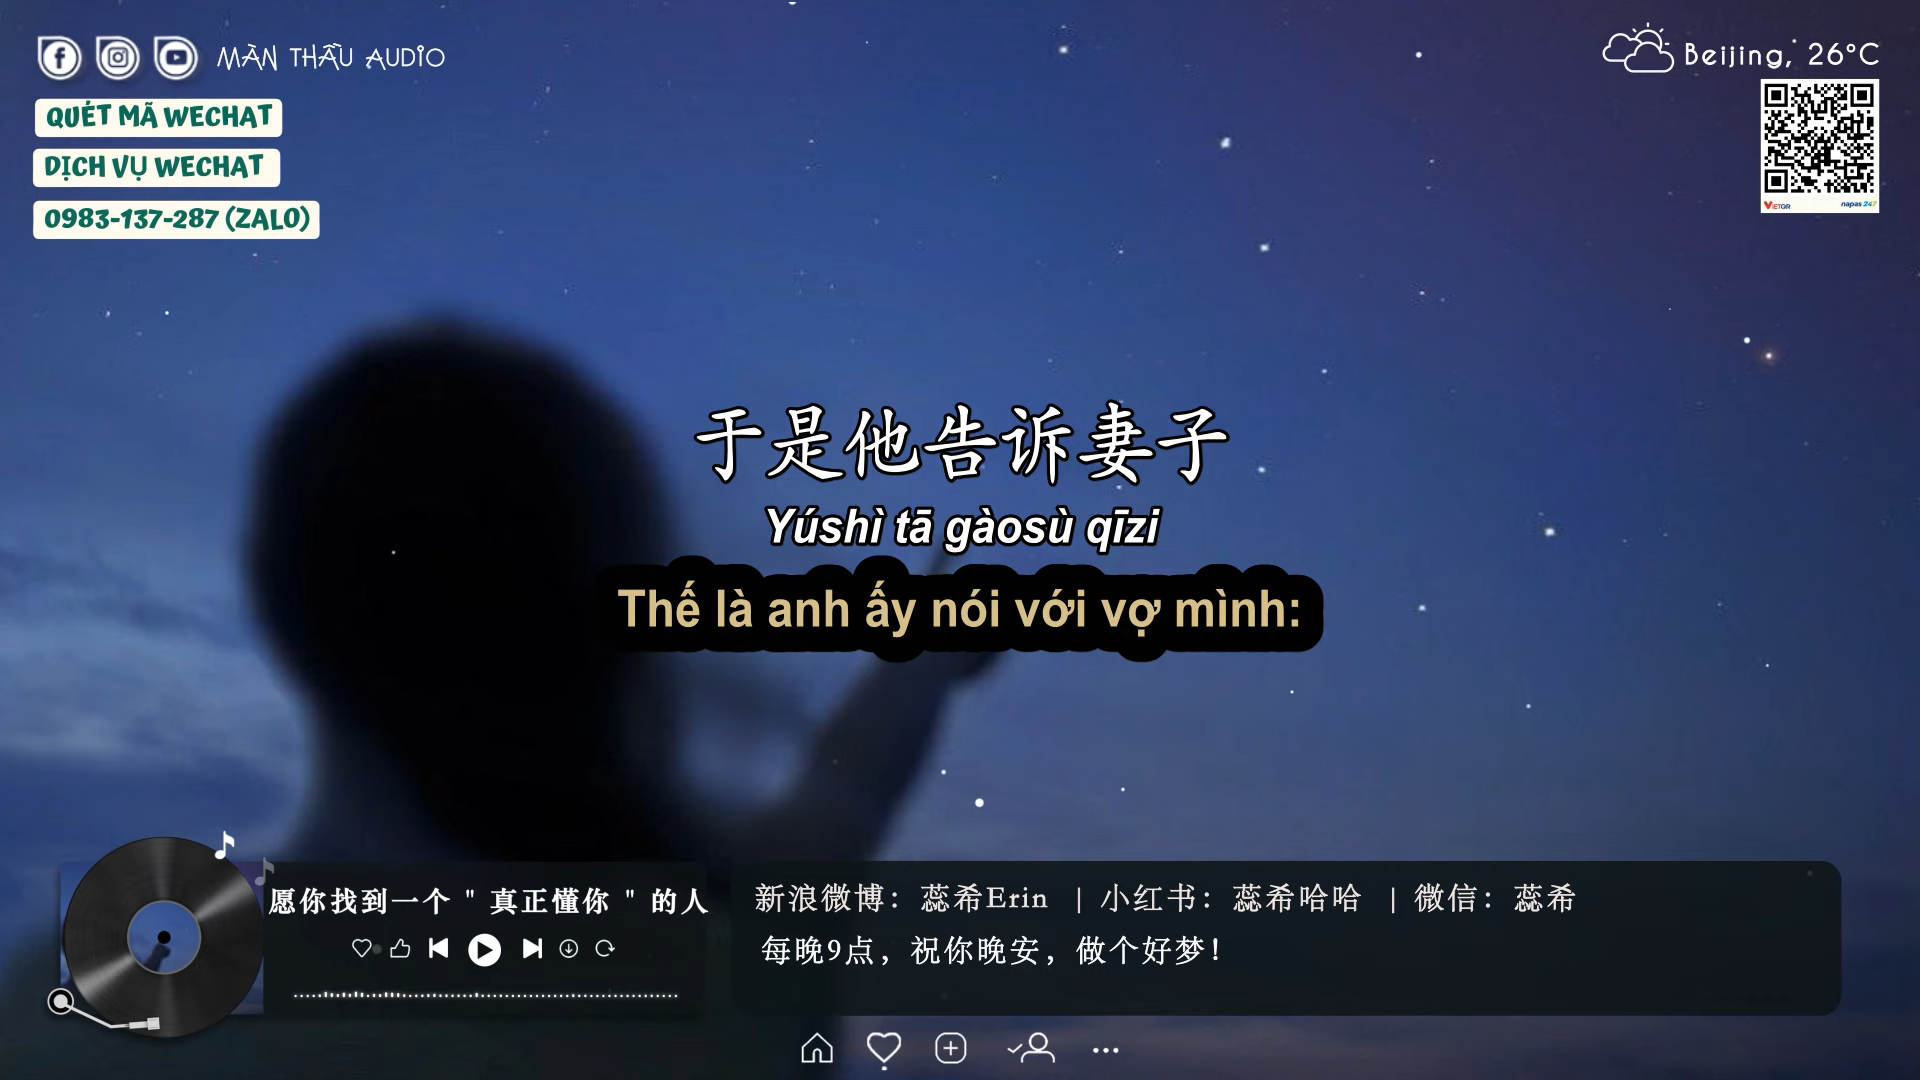 MÀN THẦU AUDIO
Beijing, 26°C
QUÉT MÃ WECHAT
DỊCH VỤ WECHAT
0983-137-287 (ZALO)
VIETQR
napas 247
于是他告诉妻子
Yúshì tā gàosù qīzi
Thế là anh ấy nói với vợ mình:
愿你找到一个 " 真正懂你 " 的人
新浪微博：蕊希Erin | 小红书：蕊希哈哈 | 微信：蕊希
每晚9点，祝你晚安，做个好梦！